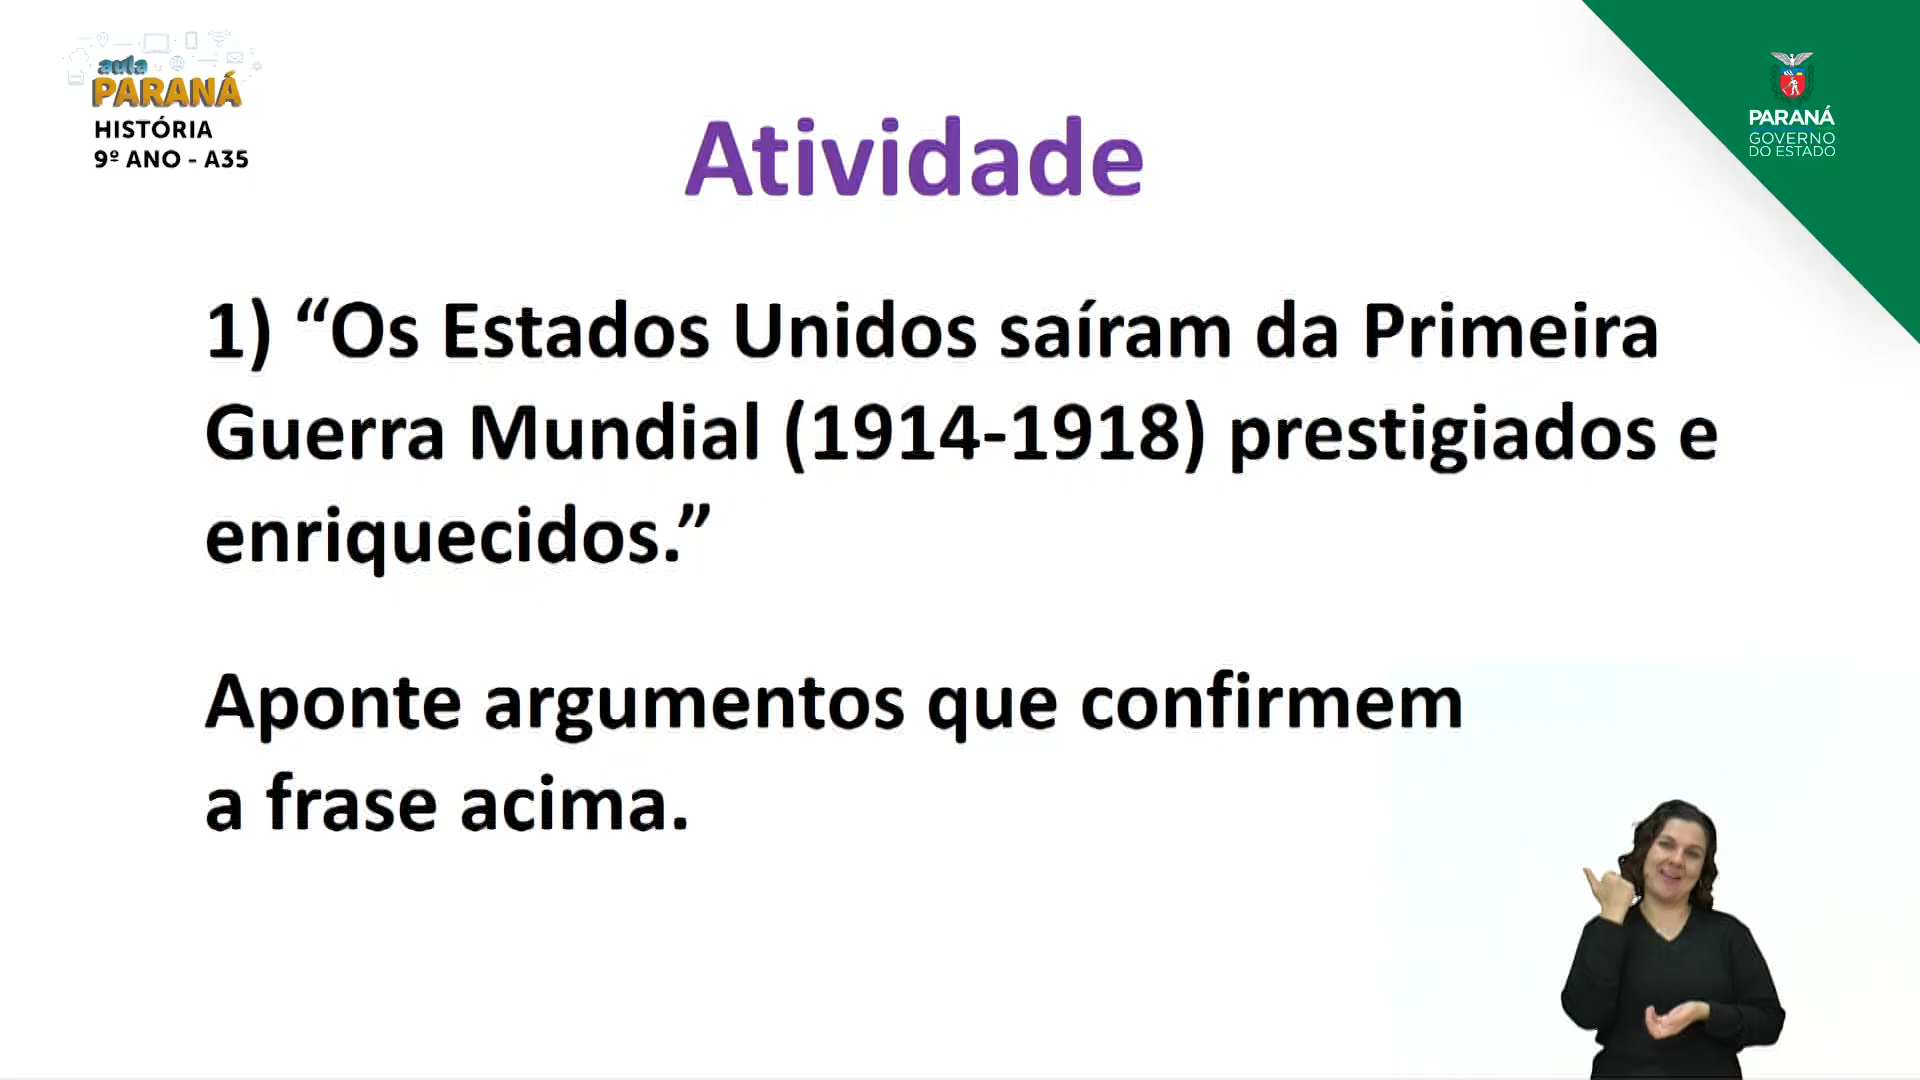 aula
PARANÁ
HISTÓRIA
9º ANO - A35
PARANÁ
GOVERNO
DO ESTADO
Atividade
1) “Os Estados Unidos saíram da Primeira
Guerra Mundial (1914-1918) prestigiados e
enriquecidos.”
Aponte argumentos que confirmem
a frase acima.